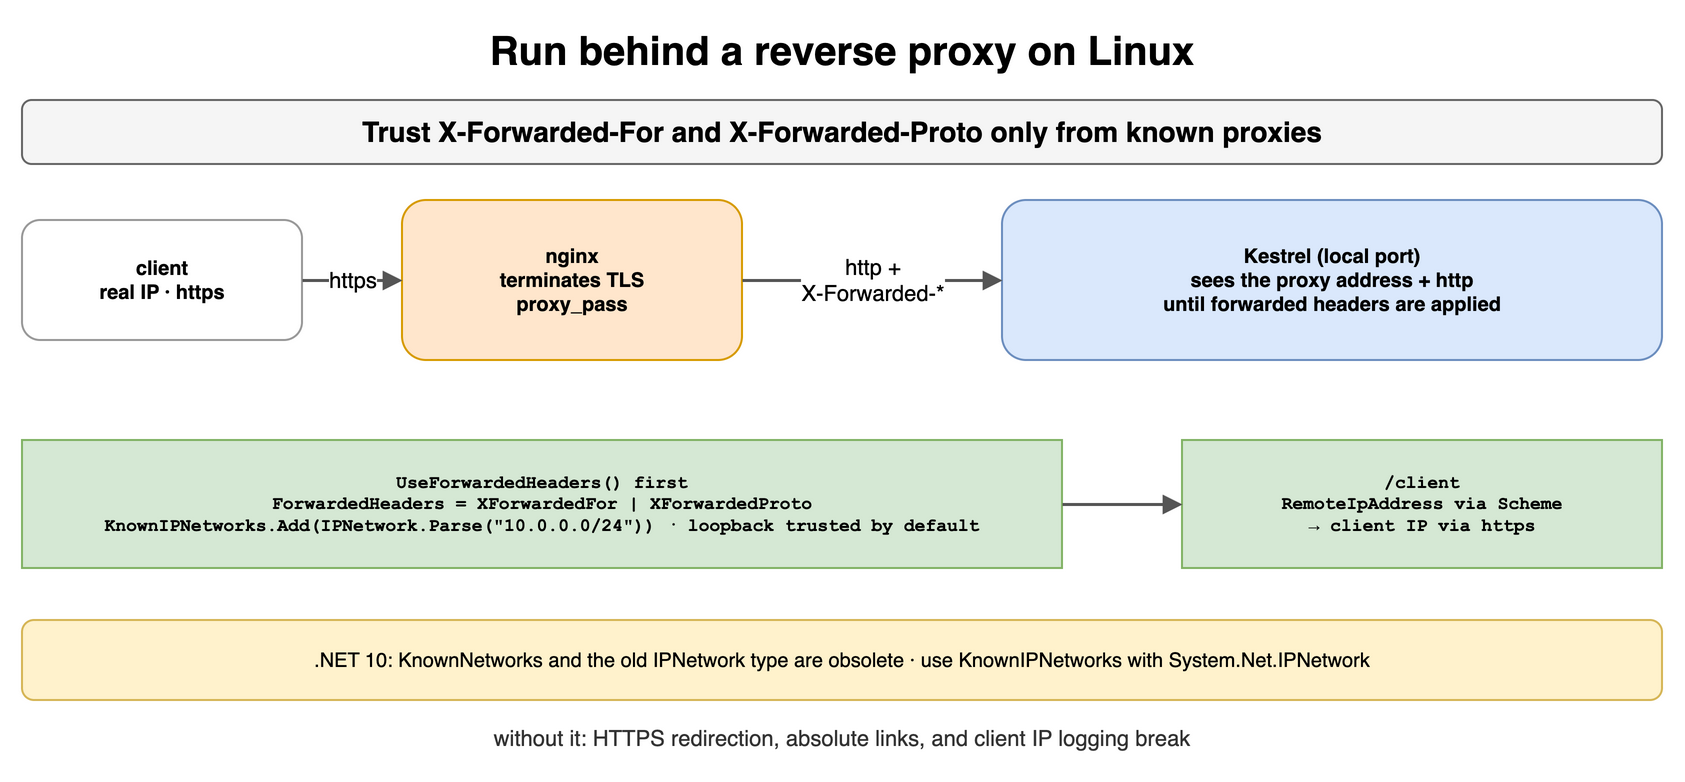 Run behind a reverse proxy on Linux
Trust X-Forwarded-For and X-Forwarded-Proto only from known proxies
client
real IP · https
https
nginx
terminates TLS
proxy_pass
http +
X-Forwarded-*
Kestrel (local port)
sees the proxy address + http
until forwarded headers are applied
UseForwardedHeaders() first
ForwardedHeaders = XForwardedFor | XForwardedProto
KnownIPNetworks.Add(IPNetwork.Parse("10.0.0.0/24")) · loopback trusted by default
/client
RemoteIpAddress via Scheme
→ client IP via https
.NET 10: KnownNetworks and the old IPNetwork type are obsolete · use KnownIPNetworks with System.Net.IPNetwork
without it: HTTPS redirection, absolute links, and client IP logging break